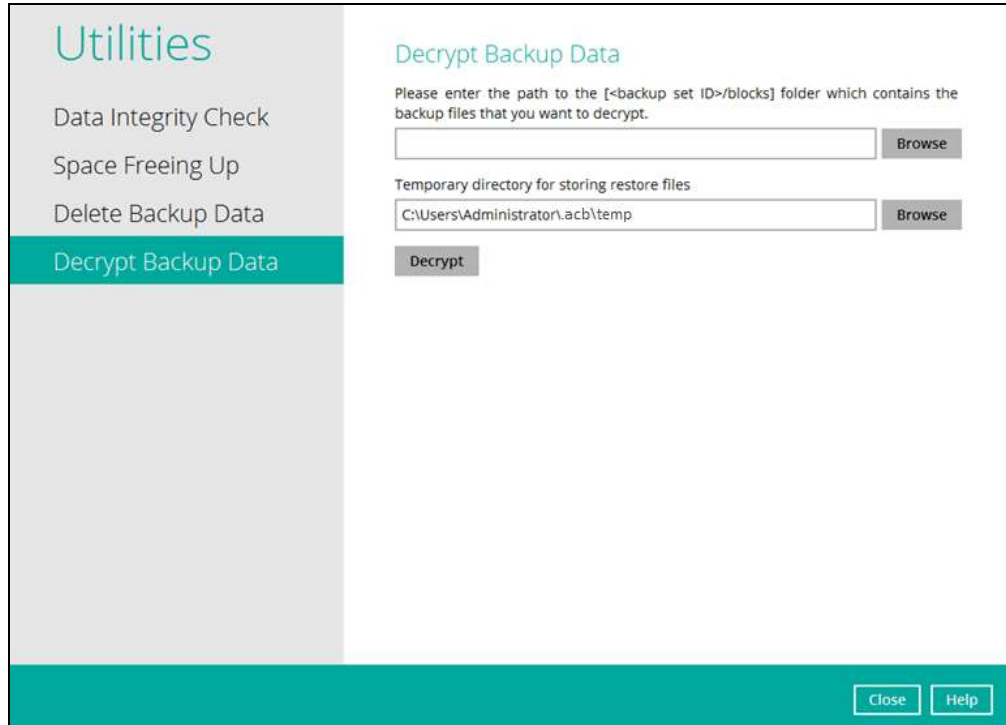 Utilities
Data Integrity Check
Space Freeing Up
Delete Backup Data
Decrypt Backup Data
Decrypt Backup Data
Please enter the path to the [<backup set ID>/blocks] folder which contains the
backup files that you want to decrypt.
Browse
Temporary directory for storing restore files
C:\Users\Administrator\.acb\temp
Browse
Decrypt
Close
Help